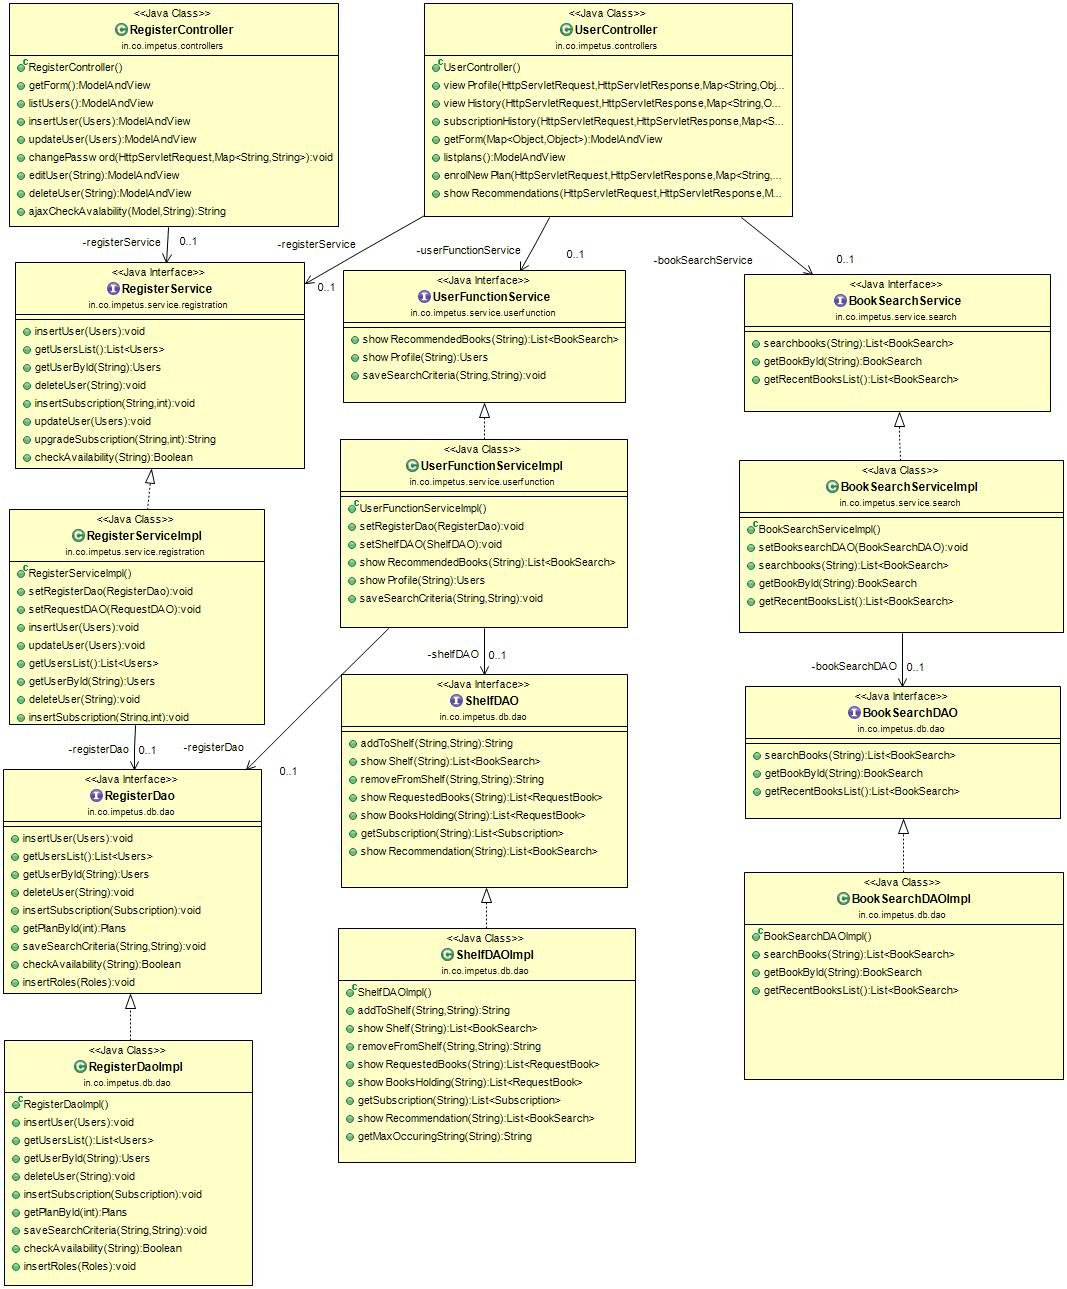 <<Java Class>>
RegisterController
in.co.impetus.controllers
RegisterController()
getForm():ModelAndView
listUsers():ModelAndView
insertUser(Users):ModelAndView
updateUser(Users):ModelAndView
changePassword(HttpServletRequest,Map<String,String>):void
editUser(String):ModelAndView
deleteUser(String):ModelAndView
ajaxCheckAvalability(Model,String):String
<<Java Class>>
UserController
in.co.impetus.controllers
UserController()
viewProfile(HttpServletRequest,HttpServletResponse,Map<String,Obj...
viewHistory(HttpServletRequest,HttpServletResponse,Map<String,O...
subscriptionHistory(HttpServletRequest,HttpServletResponse,Map<S...
getForm(Map<Object,Object>):ModelAndView
listplans():ModelAndView
enrolNewPlan(HttpServletRequest,HttpServletResponse,Map<String,...
showRecommendations(HttpServletRequest,HttpServletResponse,M...
-registerService
0..1
-registerService
0..1
-userFunctionService
0..1
-bookSearchService
0..1
<<Java Interface>>
RegisterService
in.co.impetus.service.registration
insertUser(Users):void
getUsersList():List<Users>
getUserById(String):Users
deleteUser(String):void
insertSubscription(String,int):void
updateUser(Users):void
upgradeSubscription(String,int):String
checkAvailability(String):Boolean
<<Java Interface>>
UserFunctionService
in.co.impetus.service.userfunction
showRecommendedBooks(String):List<BookSearch>
showProfile(String):Users
saveSearchCriteria(String,String):void
<<Java Interface>>
BookSearchService
in.co.impetus.service.search
searchbooks(String):List<BookSearch>
getBookById(String):BookSearch
getRecentBooksList():List<BookSearch>
<<Java Class>>
RegisterServiceImpl
in.co.impetus.service.registration
RegisterServiceImpl()
setRegisterDao(RegisterDao):void
setRequestDAO(RequestDAO):void
insertUser(Users):void
updateUser(Users):void
getUsersList():List<Users>
getUserById(String):Users
deleteUser(String):void
insertSubscription(String,int):void
<<Java Class>>
UserFunctionServiceImpl
in.co.impetus.service.userfunction
UserFunctionServiceImpl()
setRegisterDao(RegisterDao):void
setShelfDAO(ShelfDAO):void
showRecommendedBooks(String):List<BookSearch>
showProfile(String):Users
saveSearchCriteria(String,String):void
<<Java Class>>
BookSearchServiceImpl
in.co.impetus.service.search
BookSearchServiceImpl()
setBooksearchDAO(BookSearchDAO):void
searchbooks(String):List<BookSearch>
getBookById(String):BookSearch
getRecentBooksList():List<BookSearch>
-registerDao
0..1
-registerDao
0..1
-shelfDAO
0..1
-bookSearchDAO
0..1
<<Java Interface>>
RegisterDao
in.co.impetus.db.dao
insertUser(Users):void
getUsersList():List<Users>
getUserById(String):Users
deleteUser(String):void
insertSubscription(Subscription):void
getPlanById(int):Plans
saveSearchCriteria(String,String):void
checkAvailability(String):Boolean
insertRoles(Roles):void
<<Java Interface>>
ShelfDAO
in.co.impetus.db.dao
addToShelf(String,String):String
showShelf(String):List<BookSearch>
removeFromShelf(String,String):String
showRequestedBooks(String):List<RequestBook>
showBooksHolding(String):List<RequestBook>
getSubscription(String):List<Subscription>
showRecommendation(String):List<BookSearch>
<<Java Interface>>
BookSearchDAO
in.co.impetus.db.dao
searchBooks(String):List<BookSearch>
getBookById(String):BookSearch
getRecentBooksList():List<BookSearch>
<<Java Class>>
RegisterDaoImpl
in.co.impetus.db.dao
RegisterDaoImpl()
insertUser(Users):void
getUsersList():List<Users>
getUserById(String):Users
deleteUser(String):void
insertSubscription(Subscription):void
getPlanById(int):Plans
saveSearchCriteria(String,String):void
checkAvailability(String):Boolean
insertRoles(Roles):void
<<Java Class>>
ShelfDAOImpl
in.co.impetus.db.dao
ShelfDAOImpl()
addToShelf(String,String):String
showShelf(String):List<BookSearch>
removeFromShelf(String,String):String
showRequestedBooks(String):List<RequestBook>
showBooksHolding(String):List<RequestBook>
getSubscription(String):List<Subscription>
showRecommendation(String):List<BookSearch>
getMaxOccuringString(String):String
<<Java Class>>
BookSearchDAOImpl
in.co.impetus.db.dao
BookSearchDAOImpl()
searchBooks(String):List<BookSearch>
getBookById(String):BookSearch
getRecentBooksList():List<BookSearch>